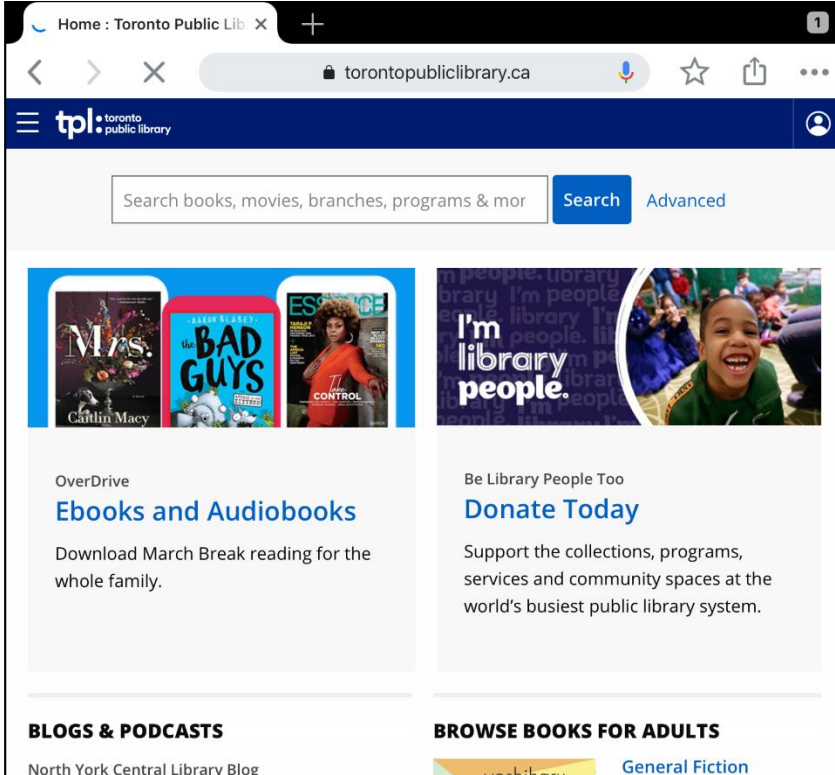 Home : Toronto Public Lib
1
torontopubliclibrary.ca
tpl: toronto
public library
Search books, movies, branches, programs & mor
Search
Advanced
Mrs.
a Novel
Caitlin Macy
AARON BLABEY
the BAD
GUYS
ESSENCE
TARAJI P.
HENSON
Take
CONTROL
I'm
library
people.
OverDrive
Ebooks and Audiobooks
Download March Break reading for the
whole family.
Be Library People Too
Donate Today
Support the collections, programs,
services and community spaces at the
world's busiest public library system.
BLOGS & PODCASTS
North York Central Library Blog
BROWSE BOOKS FOR ADULTS
General Fiction